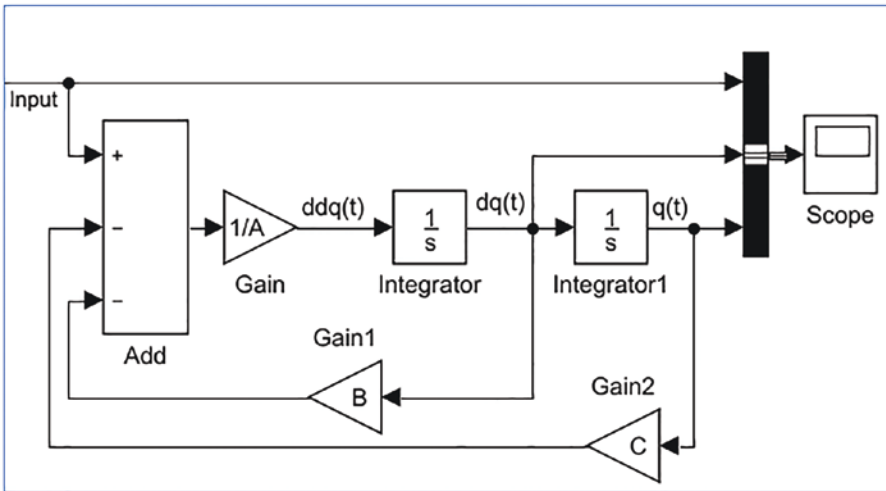 Input
+
−
−
Add
1/A
Gain
ddq(t)
1
s
Integrator
dq(t)
1
s
Integrator1
q(t)
Scope
Gain1
B
Gain2
C